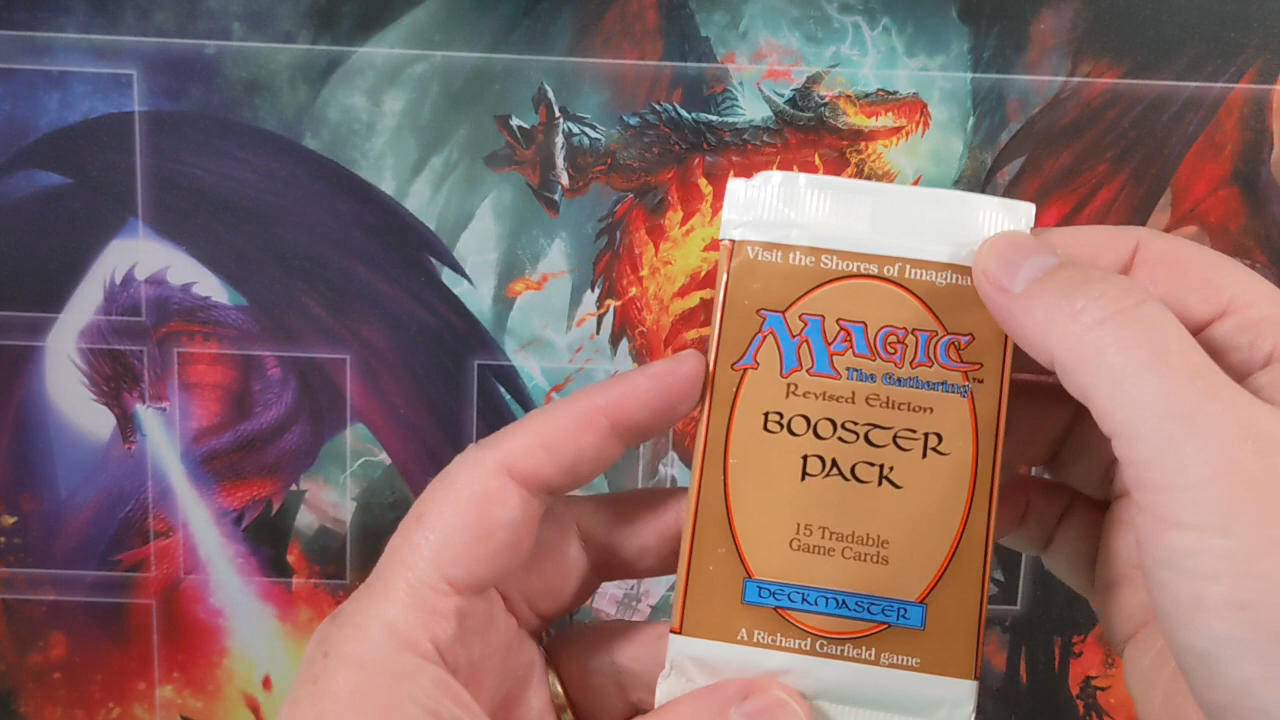 Visit the Shores of Imagina
MAGIC
The Gathering™
Revised Edition
BOOSTER
PACK
15 Tradable
Game Cards
DECKMASTER
A Richard Garfield game